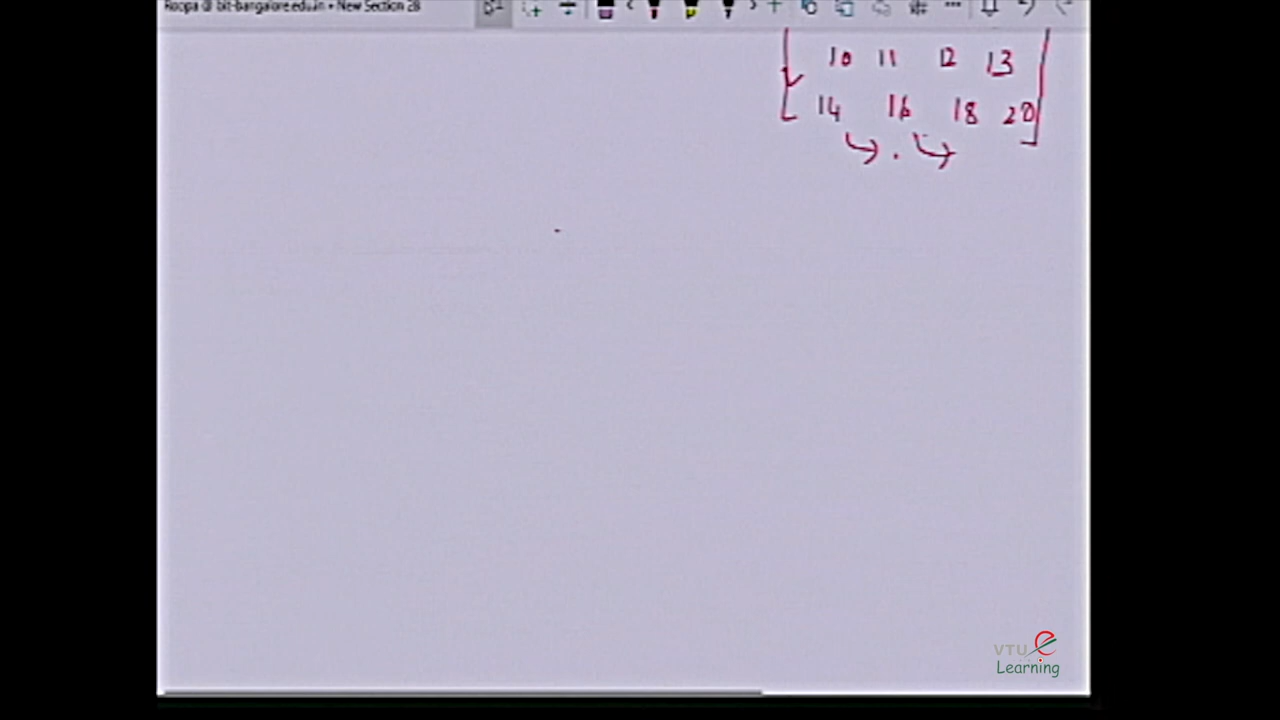 Roopa @ bit-bangalore.edu.in • New Section 28
10 11 12 13
14 16 18 20
VTU e
Learning